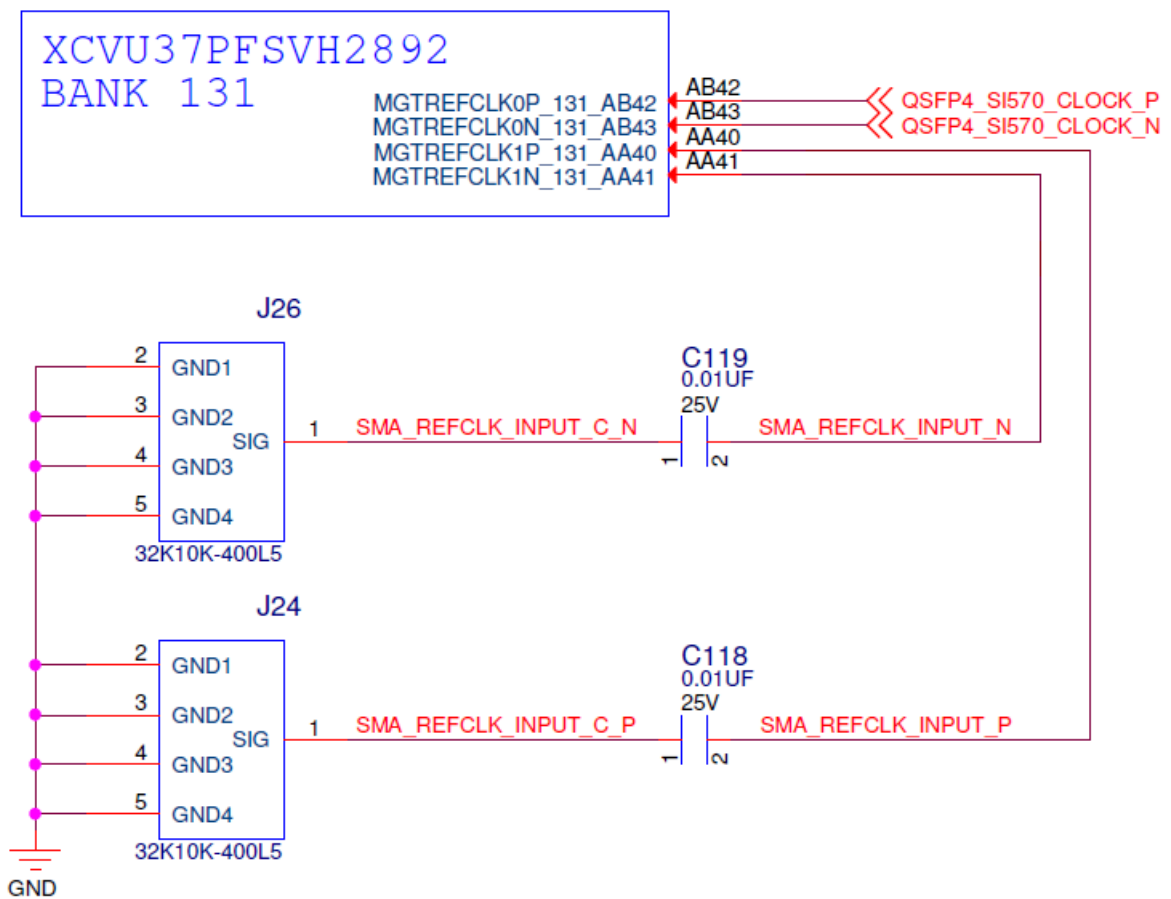 XCVU37PFSVH2892
BANK 131
MGTREFCLK0P_131_AB42 AB42 QSFP4_SI570_CLOCK_P
MGTREFCLK0N_131_AB43 AB43 QSFP4_SI570_CLOCK_N
MGTREFCLK1P_131_AA40 AA40
MGTREFCLK1N_131_AA41 AA41
J26
2 GND1
3 GND2
4 GND3
5 GND4
SIG 1 SMA_REFCLK_INPUT_C_N
32K10K-400L5
C119
0.01UF
25V
1 2
SMA_REFCLK_INPUT_N
J24
2 GND1
3 GND2
4 GND3
5 GND4
SIG 1 SMA_REFCLK_INPUT_C_P
32K10K-400L5
C118
0.01UF
25V
1 2
SMA_REFCLK_INPUT_P
GND